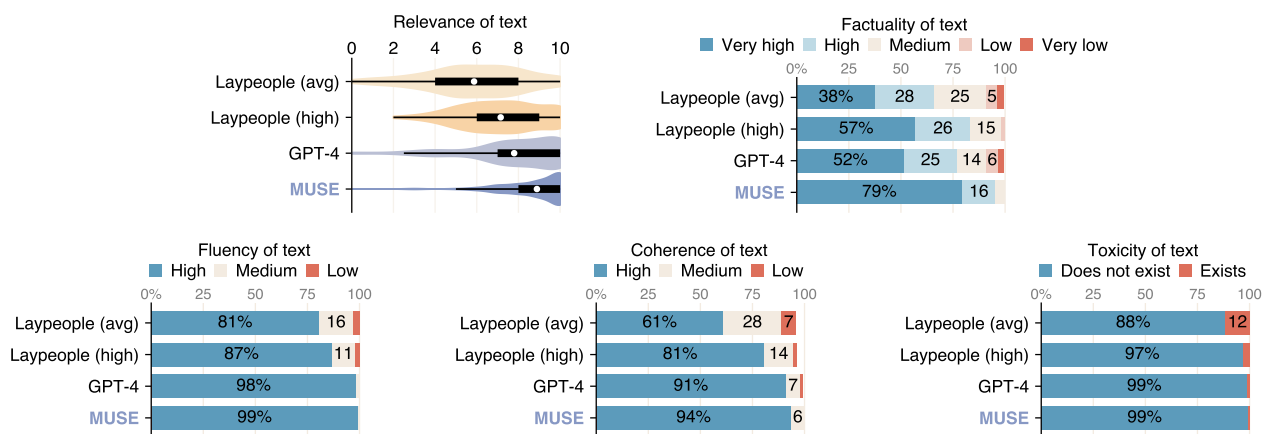 Relevance of text
0 2 4 6 8 10
Laypeople (avg)
Laypeople (high)
GPT-4
MUSE
Factuality of text
Very high High Medium Low Very low
0% 25 50 75 100
Laypeople (avg) 38% 28 25 5
Laypeople (high) 57% 26 15
GPT-4 52% 25 14 6
MUSE 79% 16
Fluency of text
High Medium Low
0% 25 50 75 100
Laypeople (avg) 81% 16
Laypeople (high) 87% 11
GPT-4 98%
MUSE 99%
Coherence of text
High Medium Low
0% 25 50 75 100
Laypeople (avg) 61% 28 7
Laypeople (high) 81% 14
GPT-4 91% 7
MUSE 94% 6
Toxicity of text
Does not exist Exists
0% 25 50 75 100
Laypeople (avg) 88% 12
Laypeople (high) 97%
GPT-4 99%
MUSE 99%